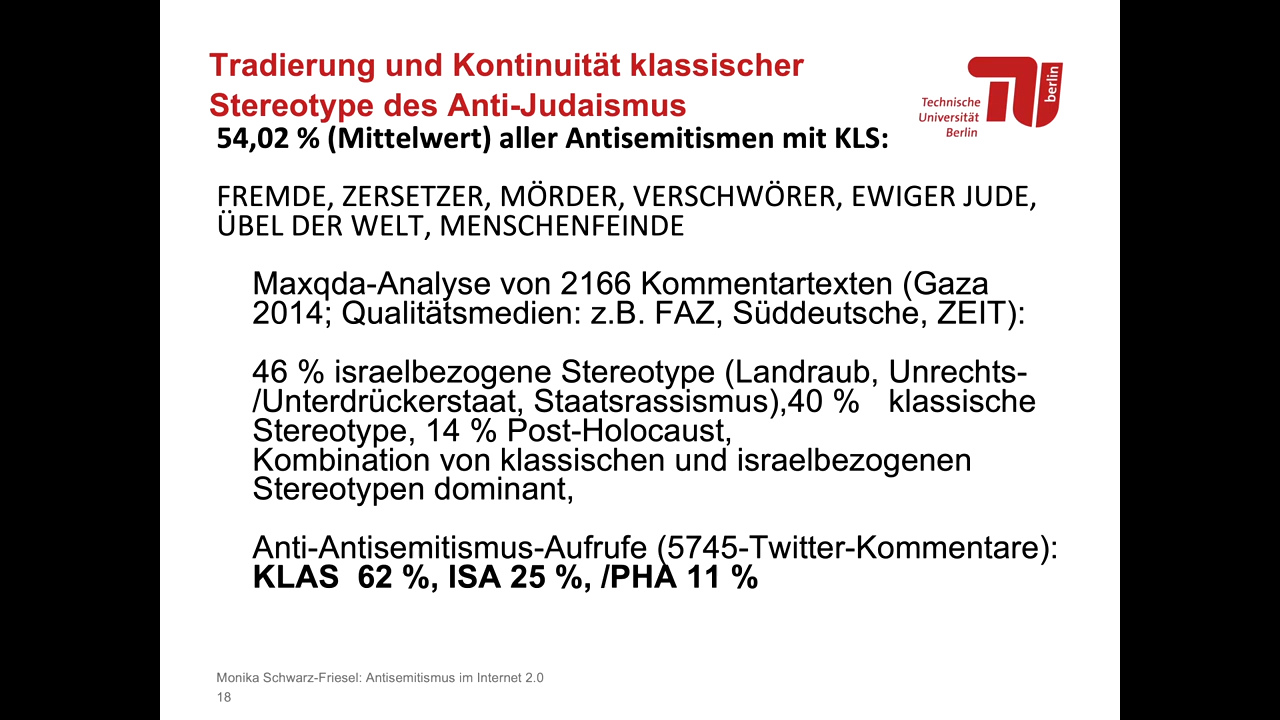 Tradierung und Kontinuität klassischer
Stereotype des Anti-Judaismus
Technische
Universität
Berlin
berlin
54,02 % (Mittelwert) aller Antisemitismen mit KLS:
FREMDE, ZERSETZER, MÖRDER, VERSCHWÖRER, EWIGER JUDE,
ÜBEL DER WELT, MENSCHENFEINDE
Maxqda-Analyse von 2166 Kommentartexten (Gaza
2014; Qualitätsmedien: z.B. FAZ, Süddeutsche, ZEIT):
46 % israelbezogene Stereotype (Landraub, Unrechts-
/Unterdrückerstaat, Staatsrassismus),40 % klassische
Stereotype, 14 % Post-Holocaust,
Kombination von klassischen und israelbezogenen
Stereotypen dominant,
Anti-Antisemitismus-Aufrufe (5745-Twitter-Kommentare):
KLAS 62 %, ISA 25 %, /PHA 11 %
Monika Schwarz-Friesel: Antisemitismus im Internet 2.0
18